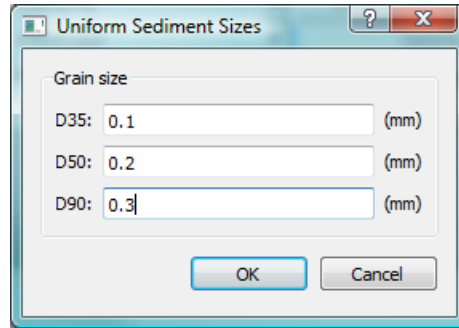 Uniform Sediment Sizes
Grain size
D35: 0.1 (mm)
D50: 0.2 (mm)
D90: 0.3 (mm)
OK Cancel